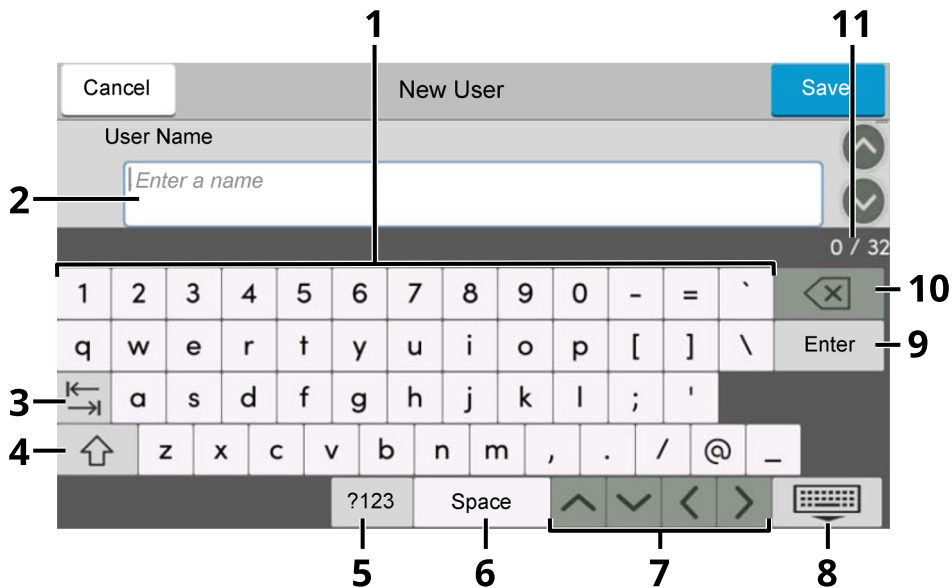 1 11
Cancel New User Save
User Name
Enter a name
2
0 / 32
1 2 3 4 5 6 7 8 9 0 - = `
10
q w e r t y u i o p [ ] \ Enter 9
3 a s d f g h j k l ; '
4 z x c v b n m , . / @ _
?123 Space
5 6 7 8